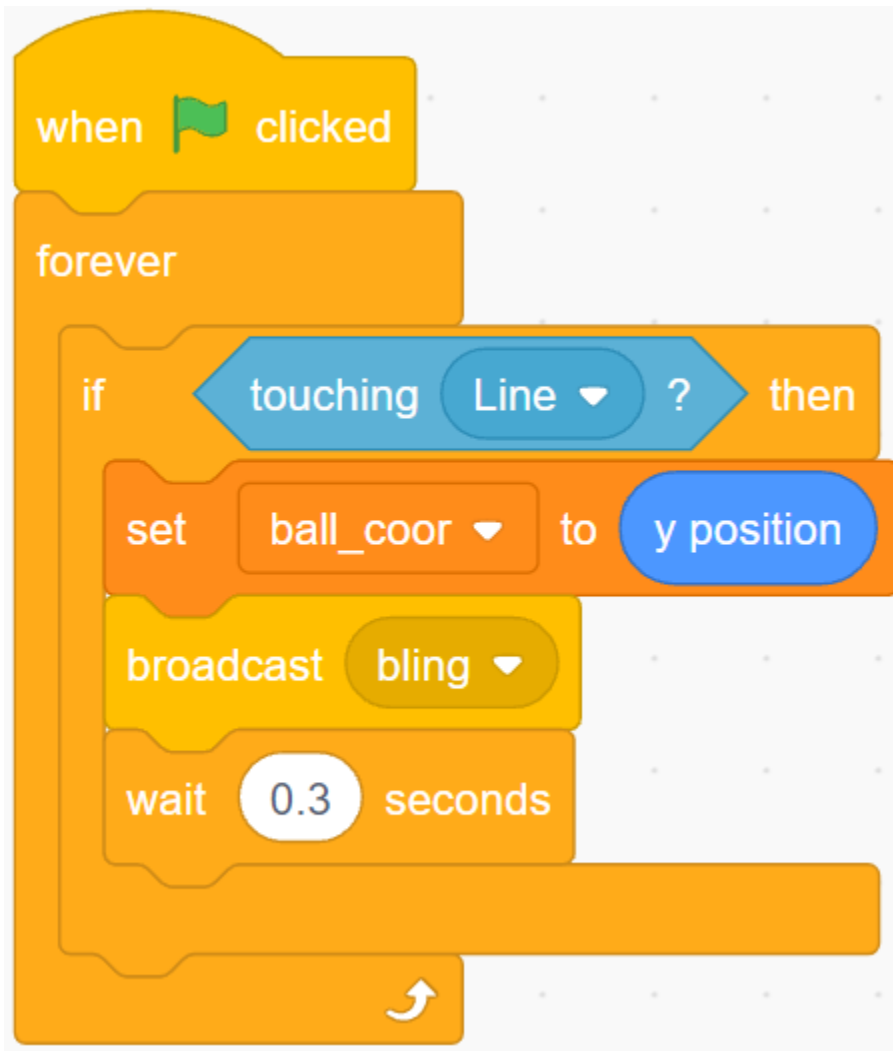 when clicked
forever
if touching Line ? then
set ball_coor to y position
broadcast bling
wait 0.3 seconds